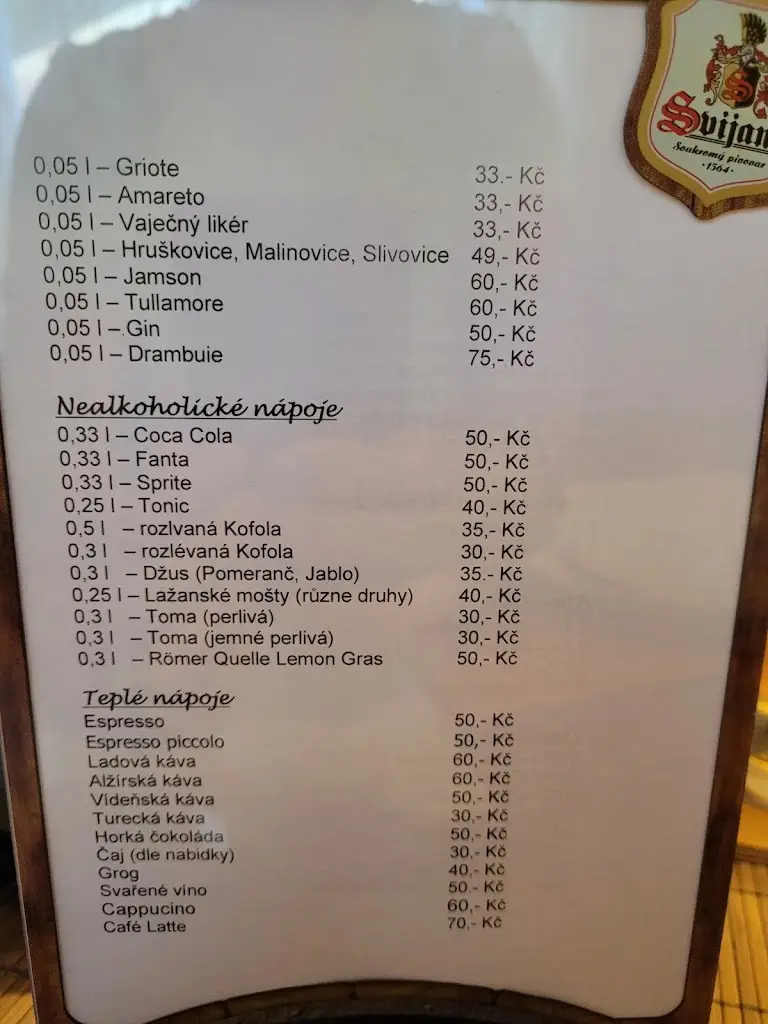 Svijan
Soukromý pivovar
·1564·
0,05 l – Griote 33.- Kč
0,05 l – Amareto 33,- Kč
0,05 l – Vaječný likér 33,- Kč
0,05 l – Hruškovice, Malinovice, Slivovice 49,- Kč
0,05 l – Jamson 60,- Kč
0,05 l – Tullamore 60,- Kč
0,05 l –.Gin 50,- Kč
0,05 l – Drambuie 75,- Kč
Nealkoholické nápoje
0,33 l – Coca Cola 50,- Kč
0,33 l – Fanta 50,- Kč
0,33 l – Sprite 50,- Kč
0,25 l – Tonic 40,- Kč
0,5 l – rozlvaná Kofola 35,- Kč
0,3 l – rozlévaná Kofola 30,- Kč
0,3 l – Džus (Pomeranč, Jablo) 35.- Kč
0,25 l – Lažanské mošty (různe druhy) 40,- Kč
0,3 l – Toma (perlivá) 30,- Kč
0,3 l – Toma (jemné perlivá) 30,- Kč
0,3 l – Römer Quelle Lemon Gras 50,- Kč
Teplé nápoje
Espresso 50,- Kč
Espresso piccolo 50,- Kč
Ladová káva 60,- Kč
Alžírská káva 60,- Kč
Vídeňská káva 50,- Kč
Turecká káva 30,- Kč
Horká čokoláda 50,- Kč
Čaj (dle nabidky) 30,- Kč
Grog 40,- Kč
Svařené víno 50.- Kč
Cappucino 60,- Kč
Café Latte 70,- Kč